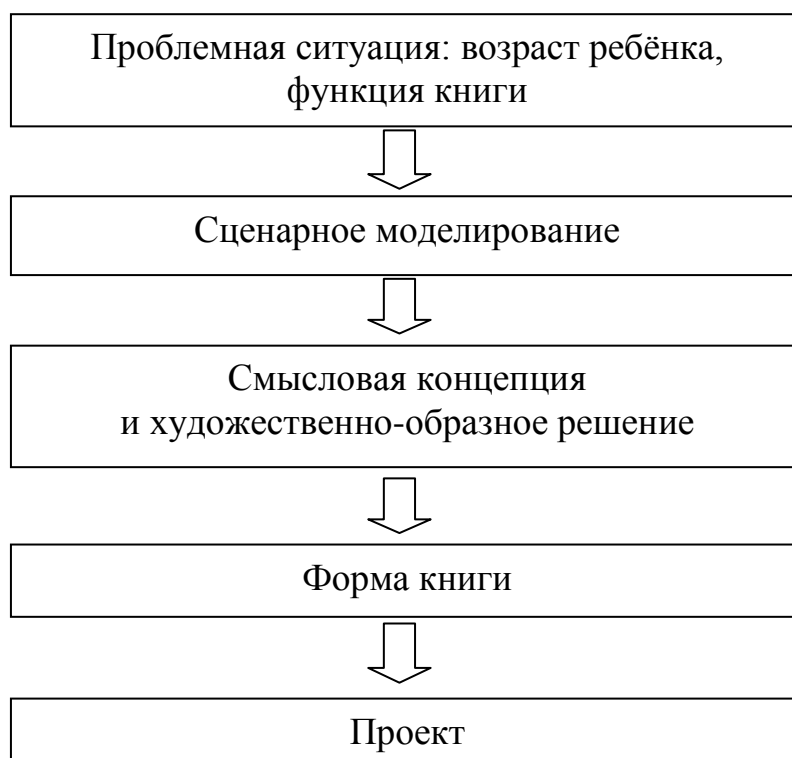 Проблемная ситуация: возраст ребёнка,
функция книги
Сценарное моделирование
Смысловая концепция
и художественно-образное решение
Форма книги
Проект